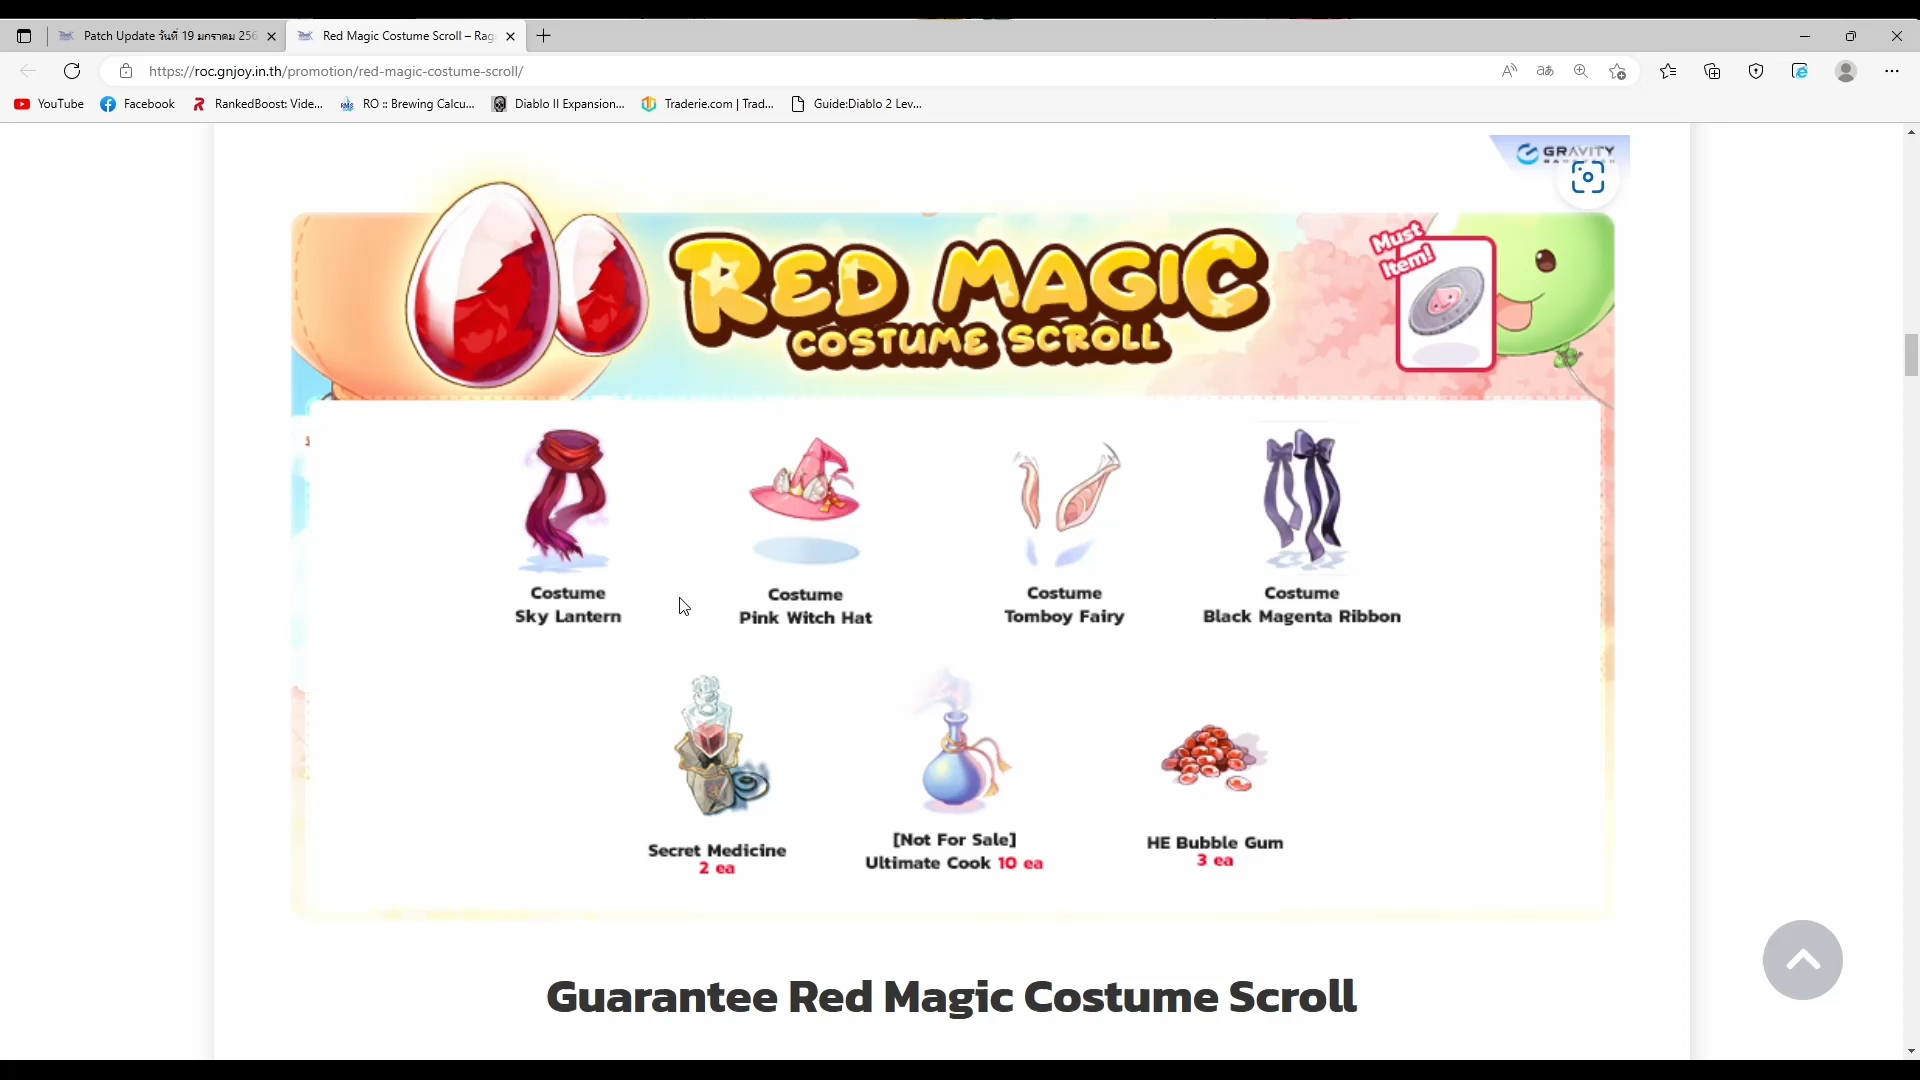 Patch Update วันที่ 19 มกราคม 256
Red Magic Costume Scroll – Rag
https://roc.gnjoy.in.th/promotion/red-magic-costume-scroll/
YouTube
Facebook
RankedBoost: Vide...
RO :: Brewing Calcu...
Diablo II Expansion...
Traderie.com | Trad...
Guide:Diablo 2 Lev...
GRAVITY
RED MAGIC
COSTUME SCROLL
Must
Item!
Costume
Sky Lantern
Costume
Pink Witch Hat
Costume
Tomboy Fairy
Costume
Black Magenta Ribbon
Secret Medicine
2 ea
[Not For Sale]
Ultimate Cook 10 ea
HE Bubble Gum
3 ea
Guarantee Red Magic Costume Scroll